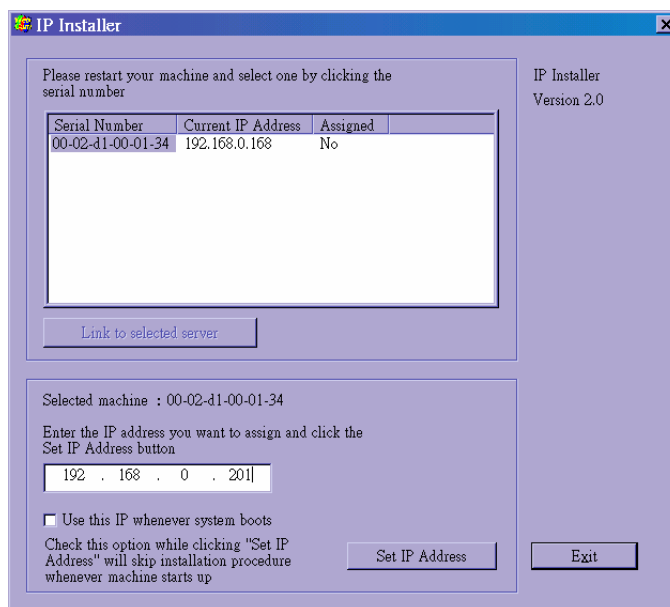 IP Installer
Please restart your machine and select one by clicking the
serial number
IP Installer
Version 2.0
Serial Number Current IP Address Assigned
00-02-d1-00-01-34 192.168.0.168 No
Link to selected server
Selected machine : 00-02-d1-00-01-34
Enter the IP address you want to assign and click the
Set IP Address button
192 . 168 . 0 . 201
Use this IP whenever system boots
Check this option while clicking "Set IP
Address" will skip installation procedure
whenever machine starts up
Set IP Address
Exit